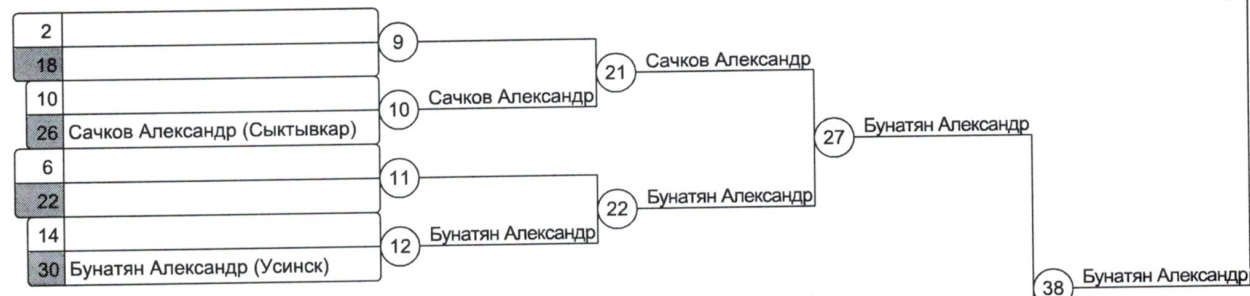 2
18
9
10
26 Сачков Александр (Сыктывкар)
10
Сачков Александр
21
Сачков Александр
6
22
11
14
30 Бунатян Александр (Усинск)
12
Бунатян Александр
22
Бунатян Александр
27
Бунатян Александр
38
Бунатян Александр